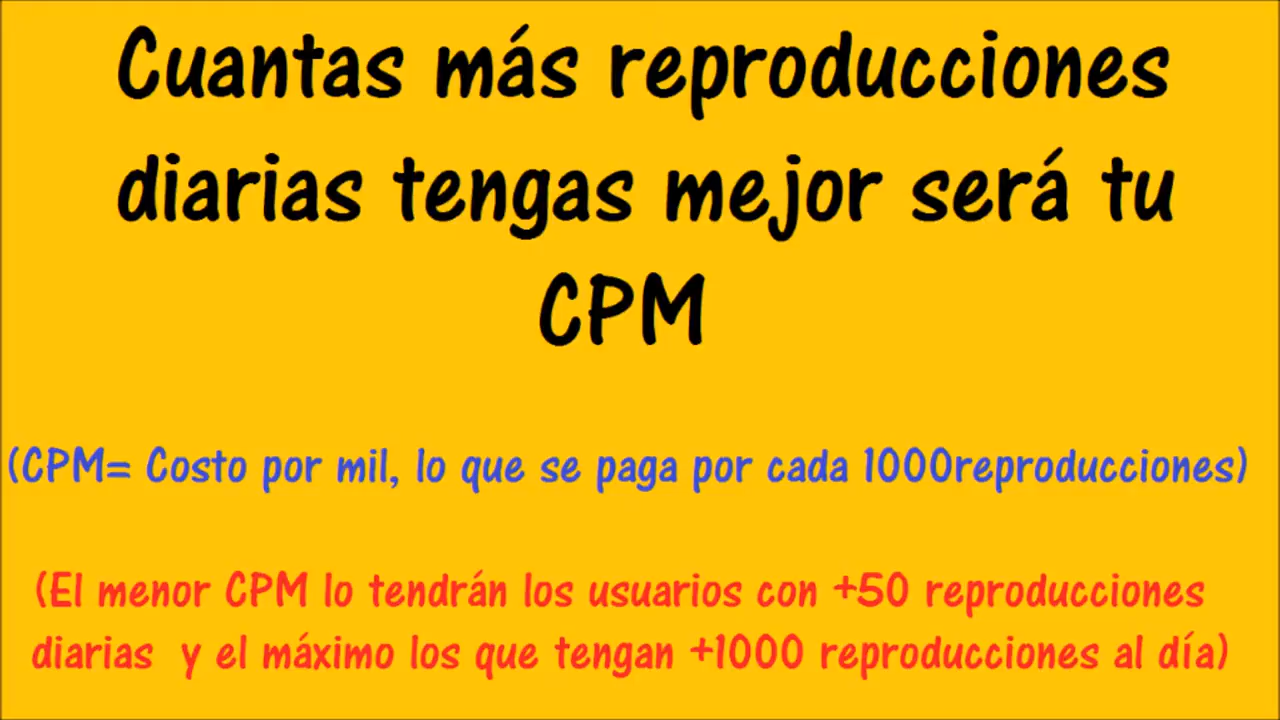 Cuantas más reproducciones
diarias tengas mejor será tu
CPM
(CPM= Costo por mil, lo que se paga por cada 1000reproducciones)
(El menor CPM lo tendrán los usuarios con +50 reproducciones
diarias y el máximo los que tengan +1000 reproducciones al día)